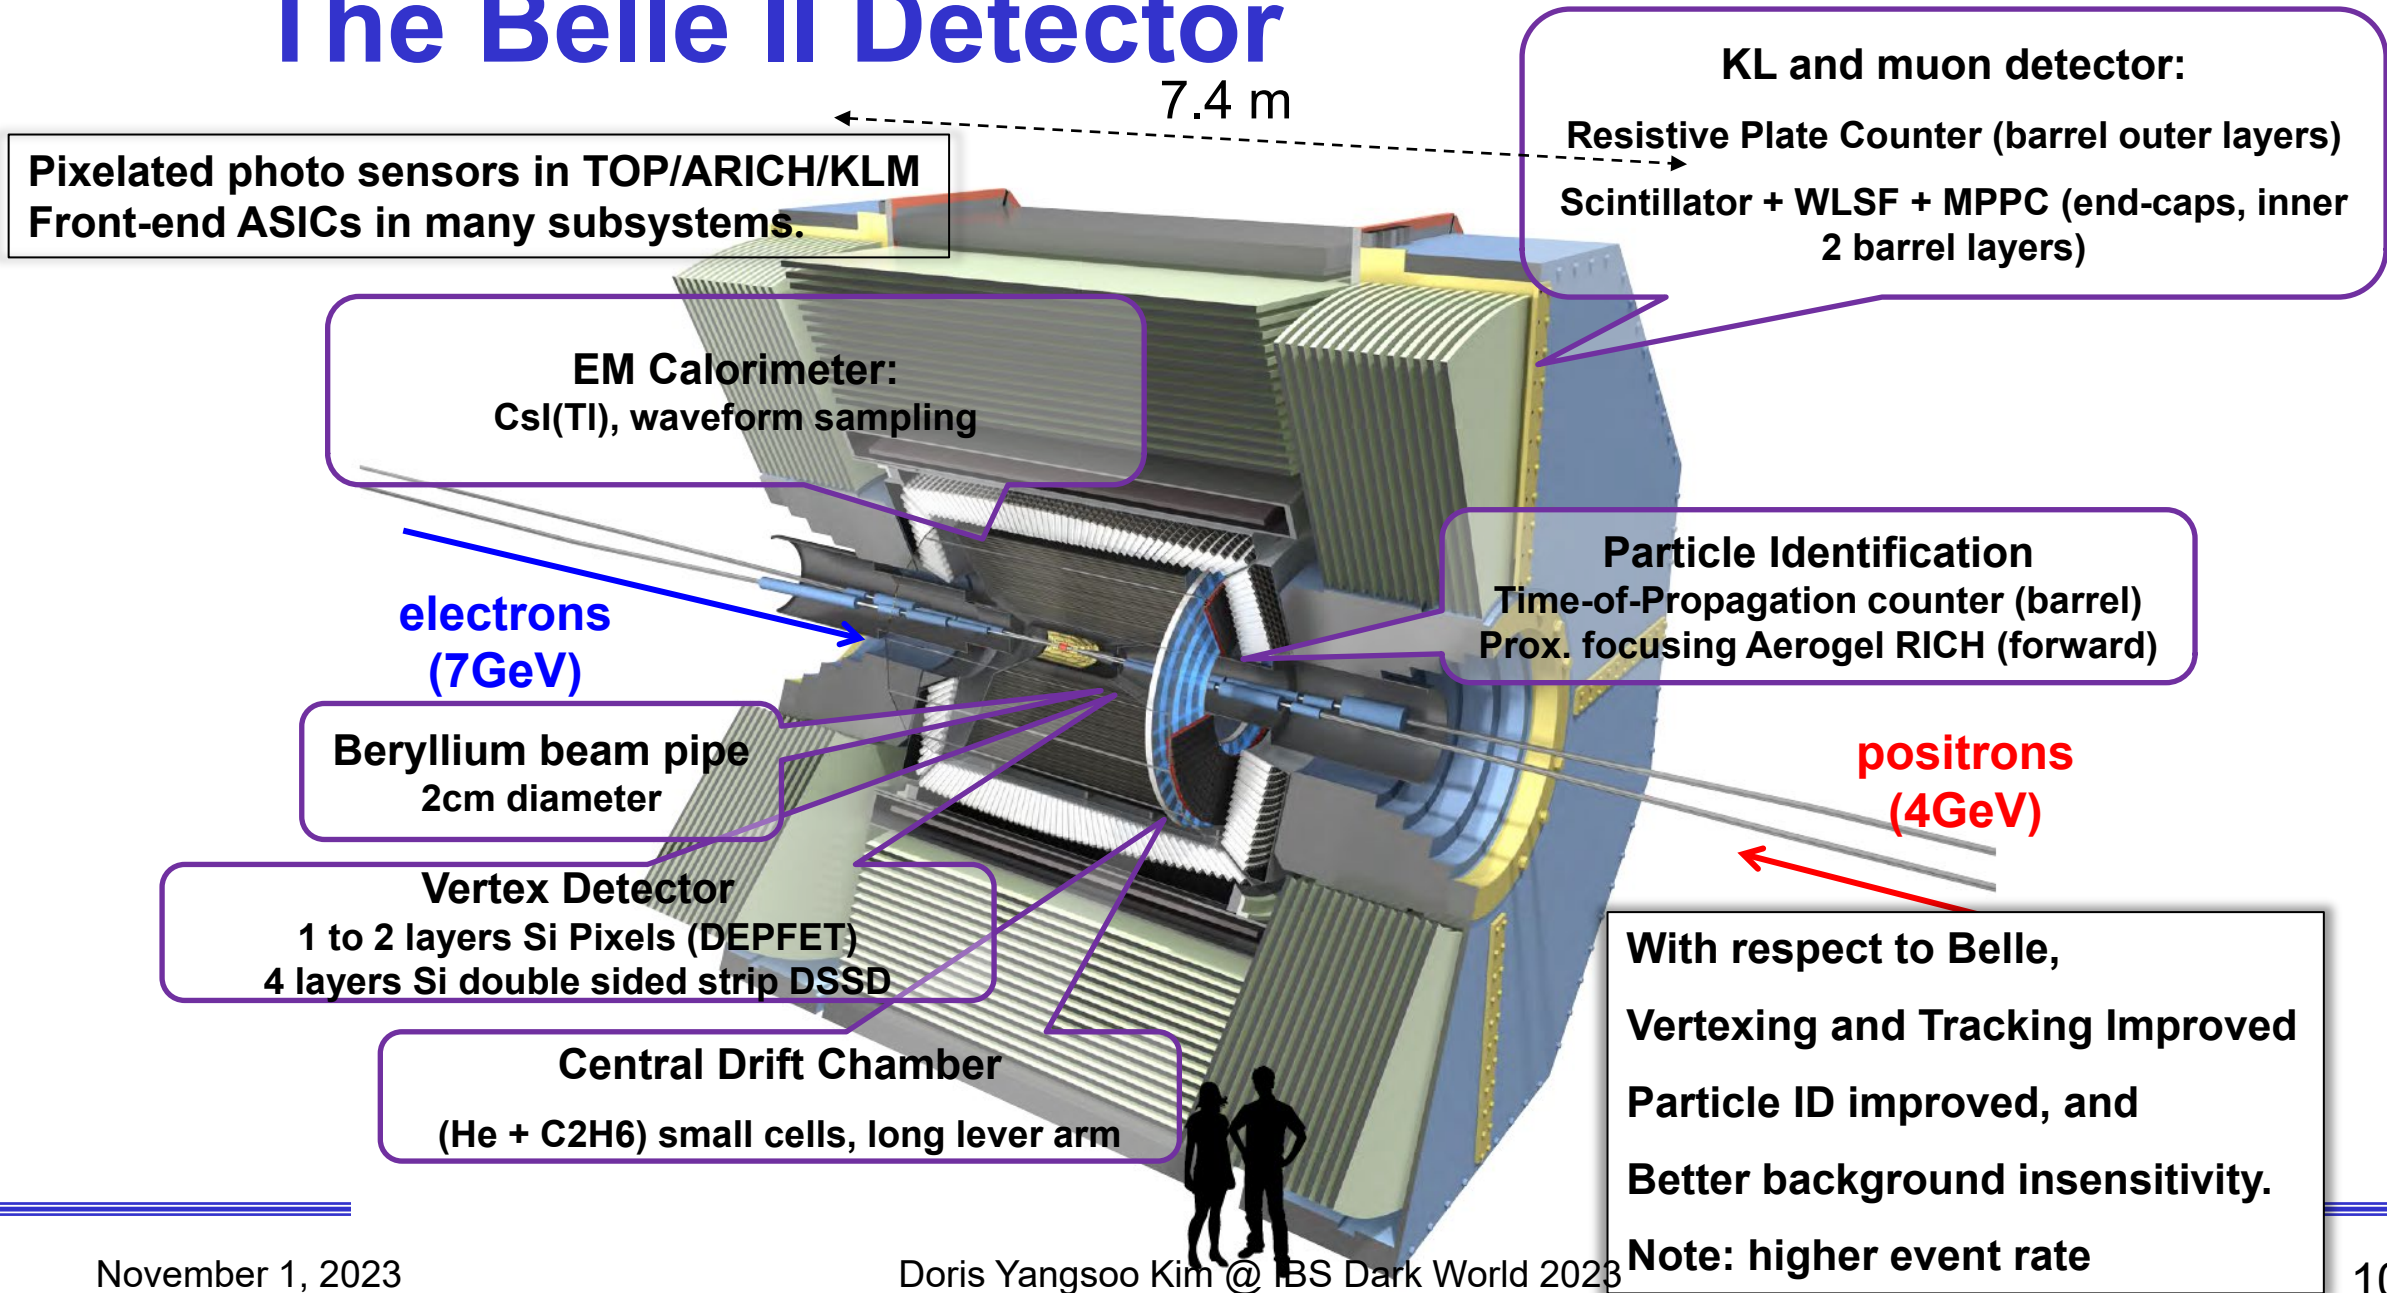 The Belle II Detector
7.4 m
KL and muon detector:
Resistive Plate Counter (barrel outer layers)
Scintillator + WLSF + MPPC (end-caps, inner
2 barrel layers)
Pixelated photo sensors in TOP/ARICH/KLM
Front-end ASICs in many subsystems.
EM Calorimeter:
CsI(Tl), waveform sampling
electrons
(7GeV)
Particle Identification
Time-of-Propagation counter (barrel)
Prox. focusing Aerogel RICH (forward)
Beryllium beam pipe
2cm diameter
positrons
(4GeV)
Vertex Detector
1 to 2 layers Si Pixels (DEPFET)
4 layers Si double sided strip DSSD
Central Drift Chamber
(He + C2H6) small cells, long lever arm
With respect to Belle,
Vertexing and Tracking Improved
Particle ID improved, and
Better background insensitivity.
Note: higher event rate
November 1, 2023
Doris Yangsoo Kim @ IBS Dark World 2023
10